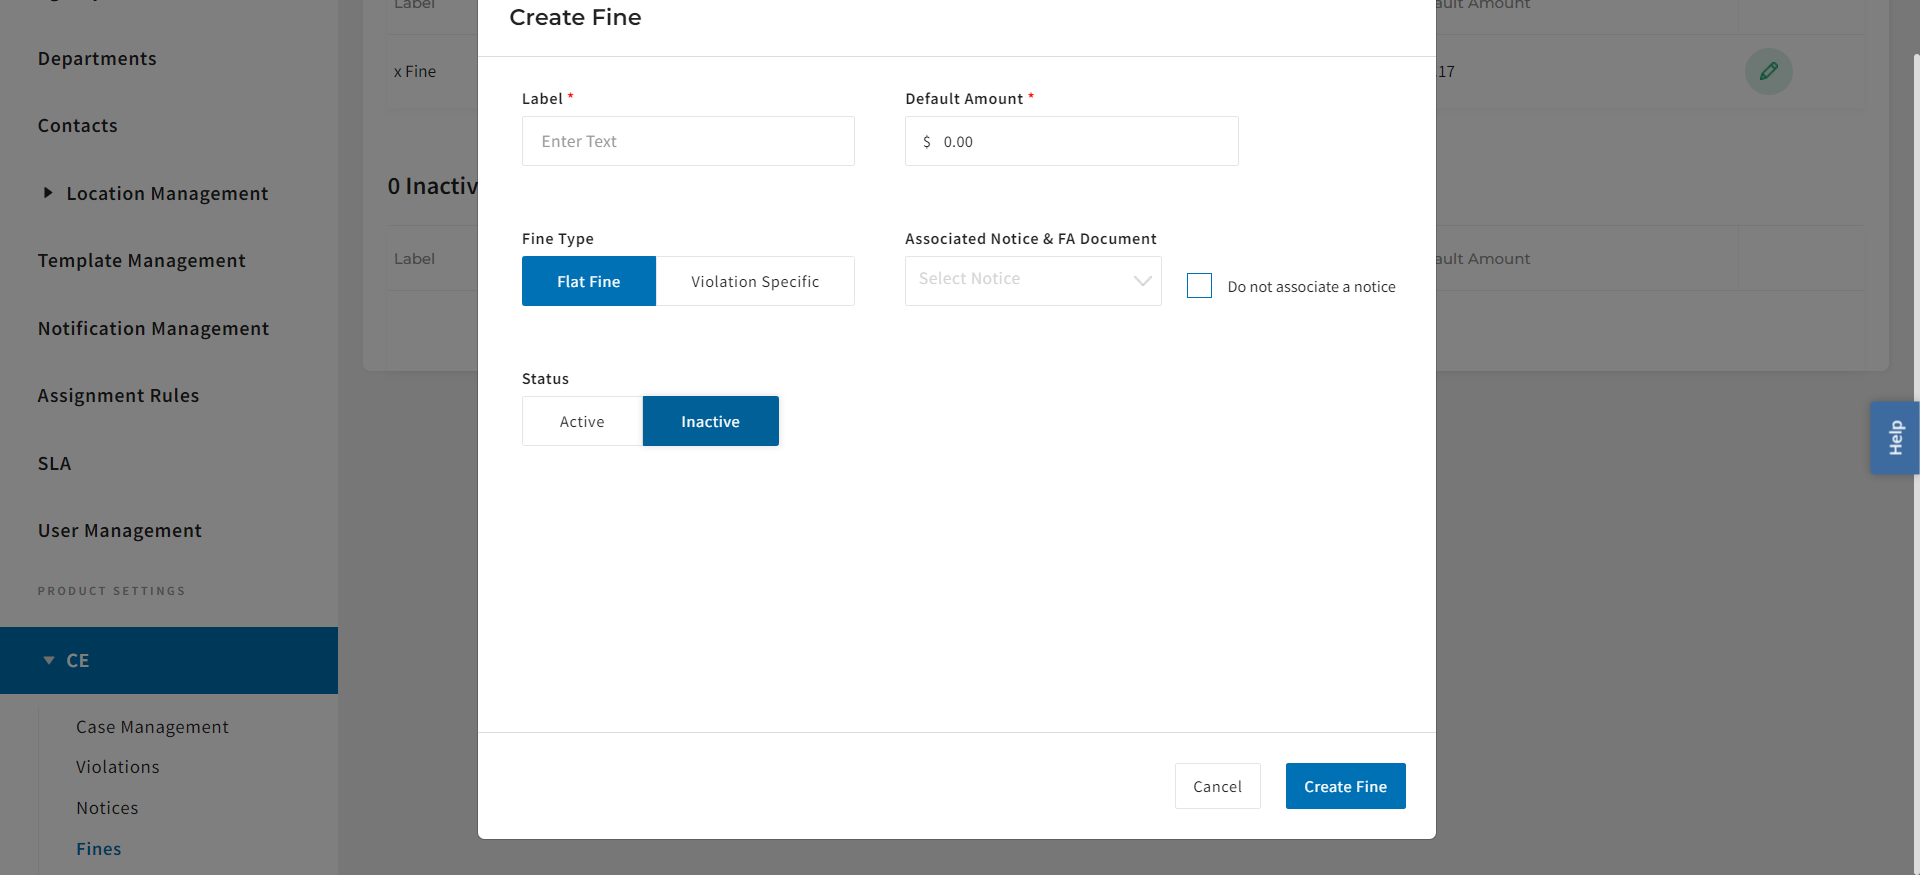 Departments
Contacts
Location Management
Template Management
Notification Management
Assignment Rules
SLA
User Management
PRODUCT SETTINGS
CE
Case Management
Violations
Notices
Fines
Label
x Fine
17
0 Inactiv
Label
Amount
Create Fine
Label *
Enter Text
Default Amount *
$ 0.00
Fine Type
Flat Fine
Violation Specific
Associated Notice & FA Document
Select Notice
Do not associate a notice
Status
Active
Inactive
Cancel
Create Fine
Amount
Help